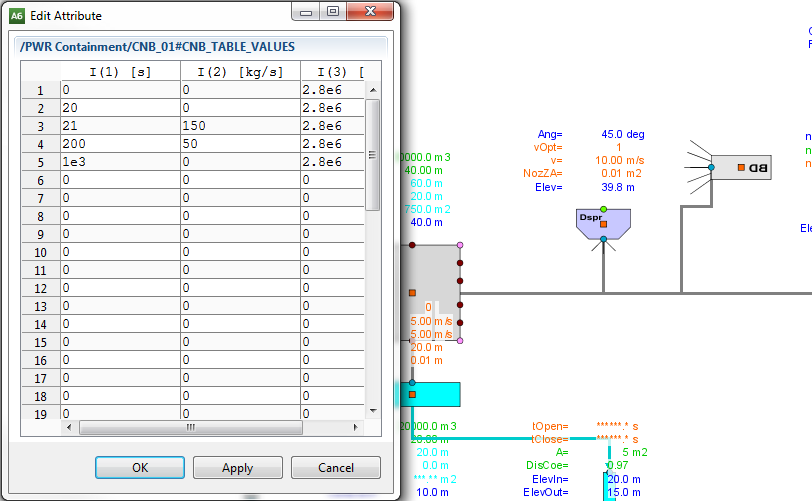 A6 Edit Attribute
/PWR Containment/CNB_01#CNB_TABLE_VALUES
I(1) [s] I(2) [kg/s] I(3) [
1 0 0 2.8e6
2 20 0 2.8e6
3 21 150 2.8e6
4 200 50 2.8e6
5 1e3 0 2.8e6
6 0 0 0
7 0 0 0
8 0 0 0
9 0 0 0
10 0 0 0
11 0 0 0
12 0 0 0
13 0 0 0
14 0 0 0
15 0 0 0
16 0 0 0
17 0 0 0
18 0 0 0
19 0 0 0
OK Apply Cancel
0000.0 m3
40.00 m
60.0 m
20.0 m
750.0 m2
40.0 m
Ang= 45.0 deg
vOpt= 1
v= 10.00 m/s
NozZA= 0.01 m2
Elev= 39.8 m
BD
Dspr
0
5.00 m/s
5.00 m/s
20.0 m
0.01 m
20000.0 m3
20.00 m
20.0 m
0.0 m
***.** m2
10.0 m
tOpen= ******.* s
tClose= ******.* s
A= 5 m2
DisCoe= 0.97
ElevIn= 20.0 m
ElevOut= 15.0 m